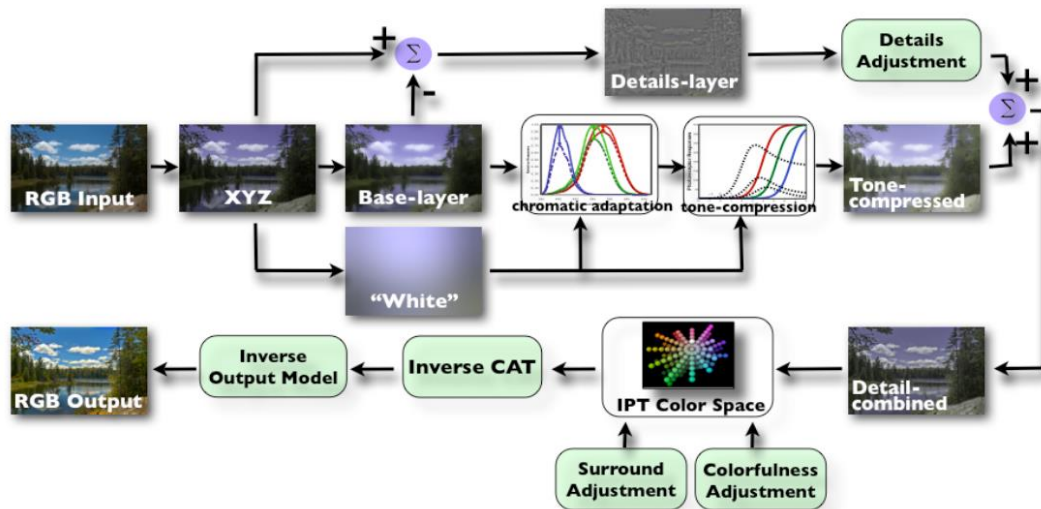 +
Σ
-
Details-layer
Details
Adjustment
+
Σ
+
RGB Input
XYZ
Base-layer
chromatic adaptation
tone-compression
Tone-
compressed
“White”
RGB Output
Inverse
Output Model
Inverse CAT
IPT Color Space
Detail-
combined
Surround
Adjustment
Colorfulness
Adjustment